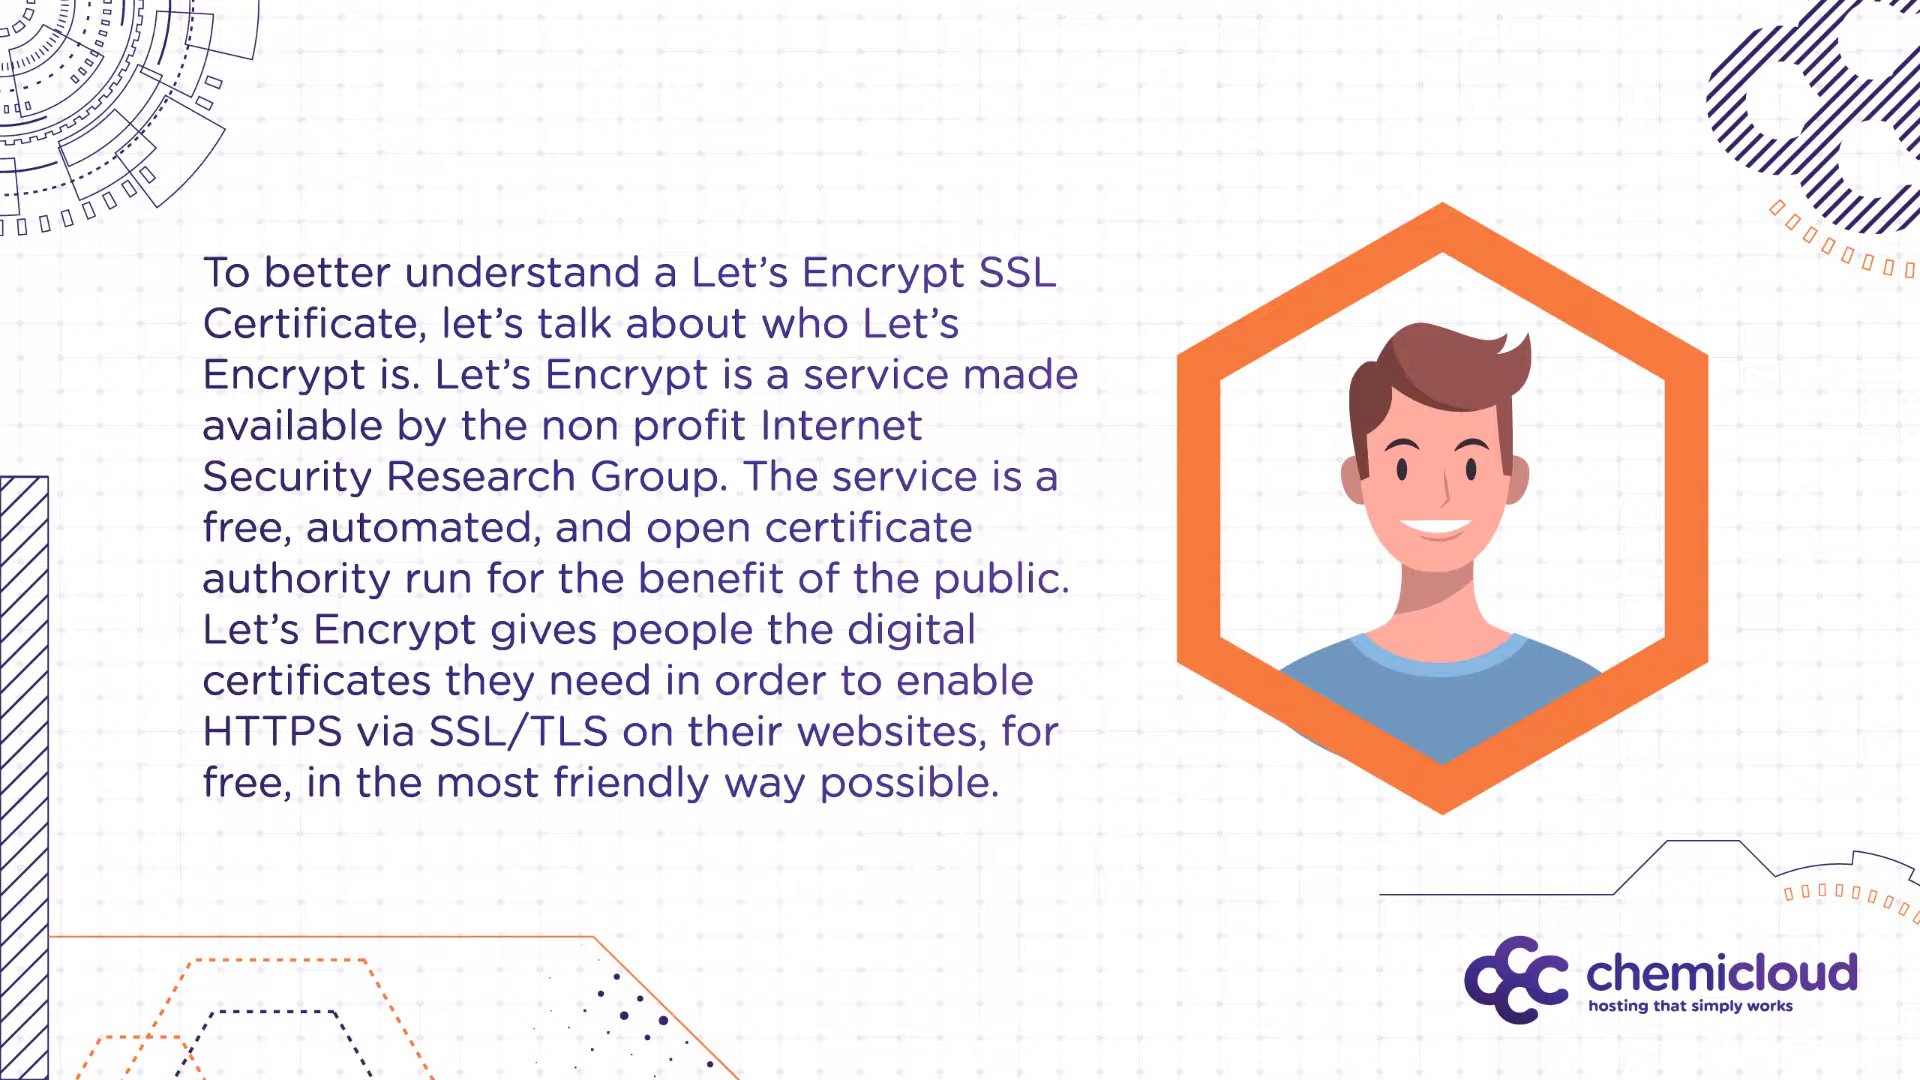 To better understand a Let’s Encrypt SSL
Certificate, let’s talk about who Let’s
Encrypt is. Let’s Encrypt is a service made
available by the non profit Internet
Security Research Group. The service is a
free, automated, and open certificate
authority run for the benefit of the public.
Let’s Encrypt gives people the digital
certificates they need in order to enable
HTTPS via SSL/TLS on their websites, for
free, in the most friendly way possible.
chemicloud
hosting that simply works